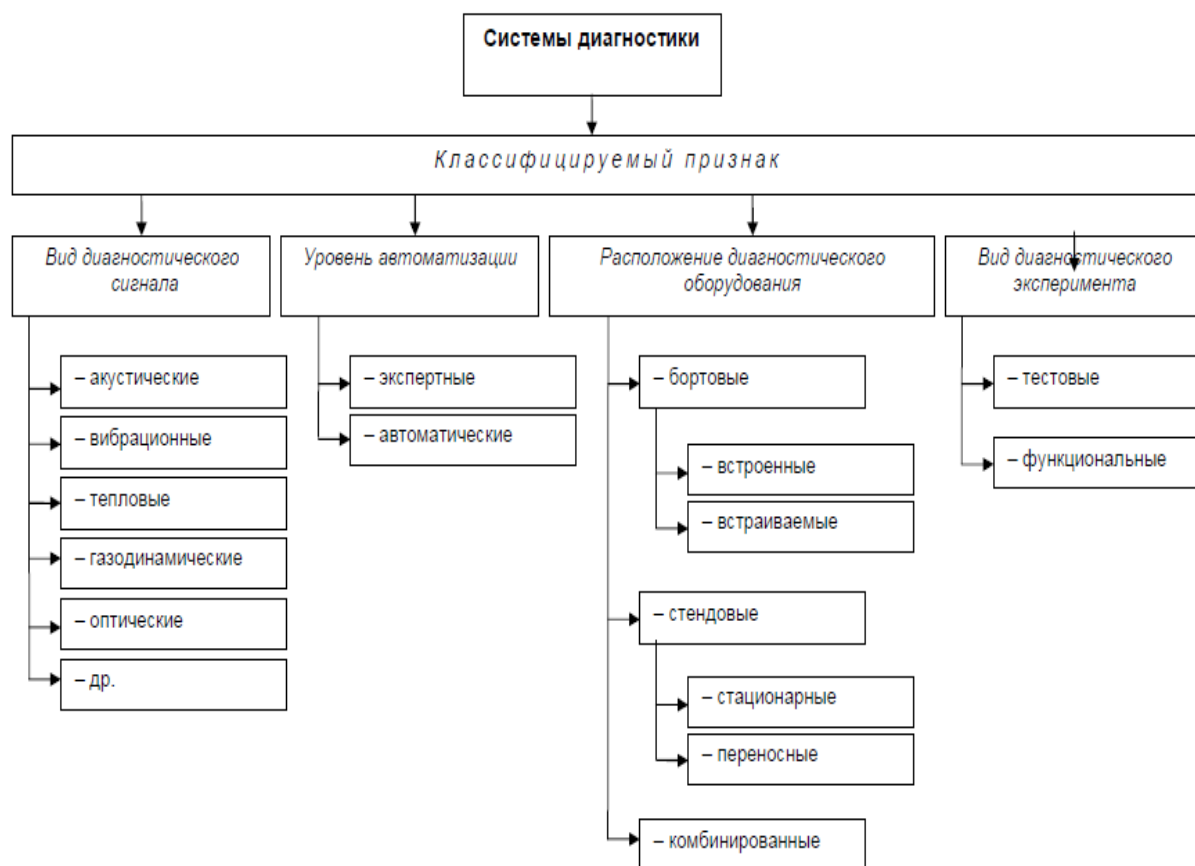 Системы диагностики
Классифицируемый признак
Вид диагностического
сигнала
– акустические
– вибрационные
– тепловые
– газодинамические
– оптические
– др.
Уровень автоматизации
– экспертные
– автоматические
Расположение диагностического
оборудования
– бортовые
– встроенные
– встраиваемые
– стендовые
– стационарные
– переносные
– комбинированные
Вид диагностического
эксперимента
– тестовые
– функциональные